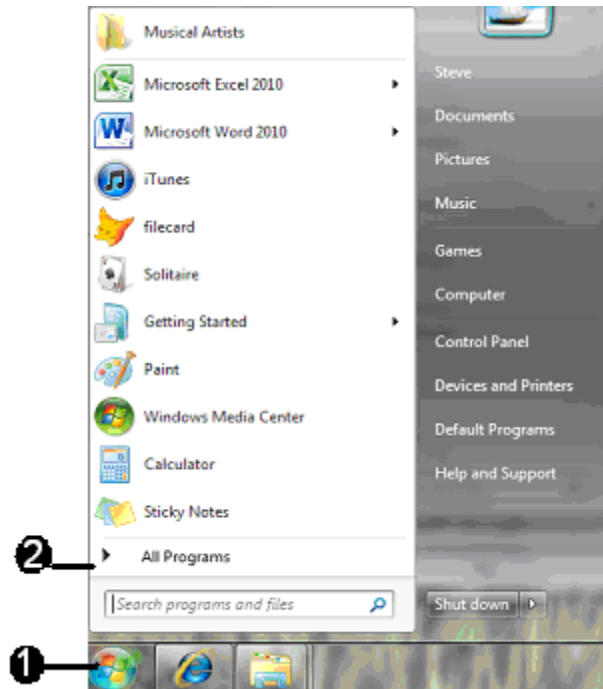 Musical Artists
Microsoft Excel 2010
Microsoft Word 2010
iTunes
filecard
Solitaire
Getting Started
Paint
Windows Media Center
Calculator
Sticky Notes
2
All Programs
Search programs and files
1
Steve
Documents
Pictures
Music
Games
Computer
Control Panel
Devices and Printers
Default Programs
Help and Support
Shut down